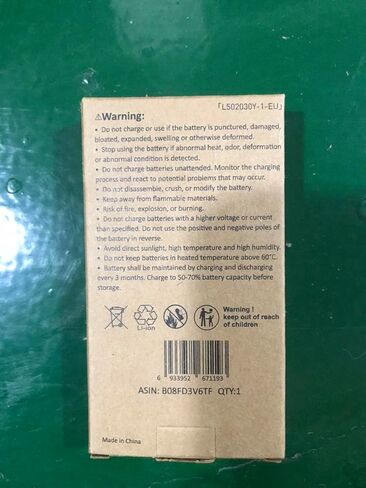 「L502030Y-1-EU」
⚠Warning:
• Do not charge or use if the battery is punctured, damaged,
bloated, expanded, swelling or otherwise deformed.
• Stop using the battery if abnormal heat, odor, deformation
or abnormal condition is detected.
• Do not charge batteries unattended. Monitor the charging
process and react to potential problems that may occur.
• Do not disassemble, crush, or modify the battery.
• Keep away from flammable materials.
• Risk of fire, explosion, or burning.
• Do not charge batteries with a higher voltage or current
than specified. Do not use the positive and negative poles of
the battery in reverse.
• Avoid direct sunlight, high temperature and high humidity.
• Do not keep batteries in heated temperature above 60°C.
• Battery shall be maintained by charging and discharging
every 3 months. Charge to 50-70% battery capacity before
storage.
Li-ion
Warning !
keep out of reach
of children
6 933952 671193
ASIN: B08FD3V6TF QTY:1
Made in China